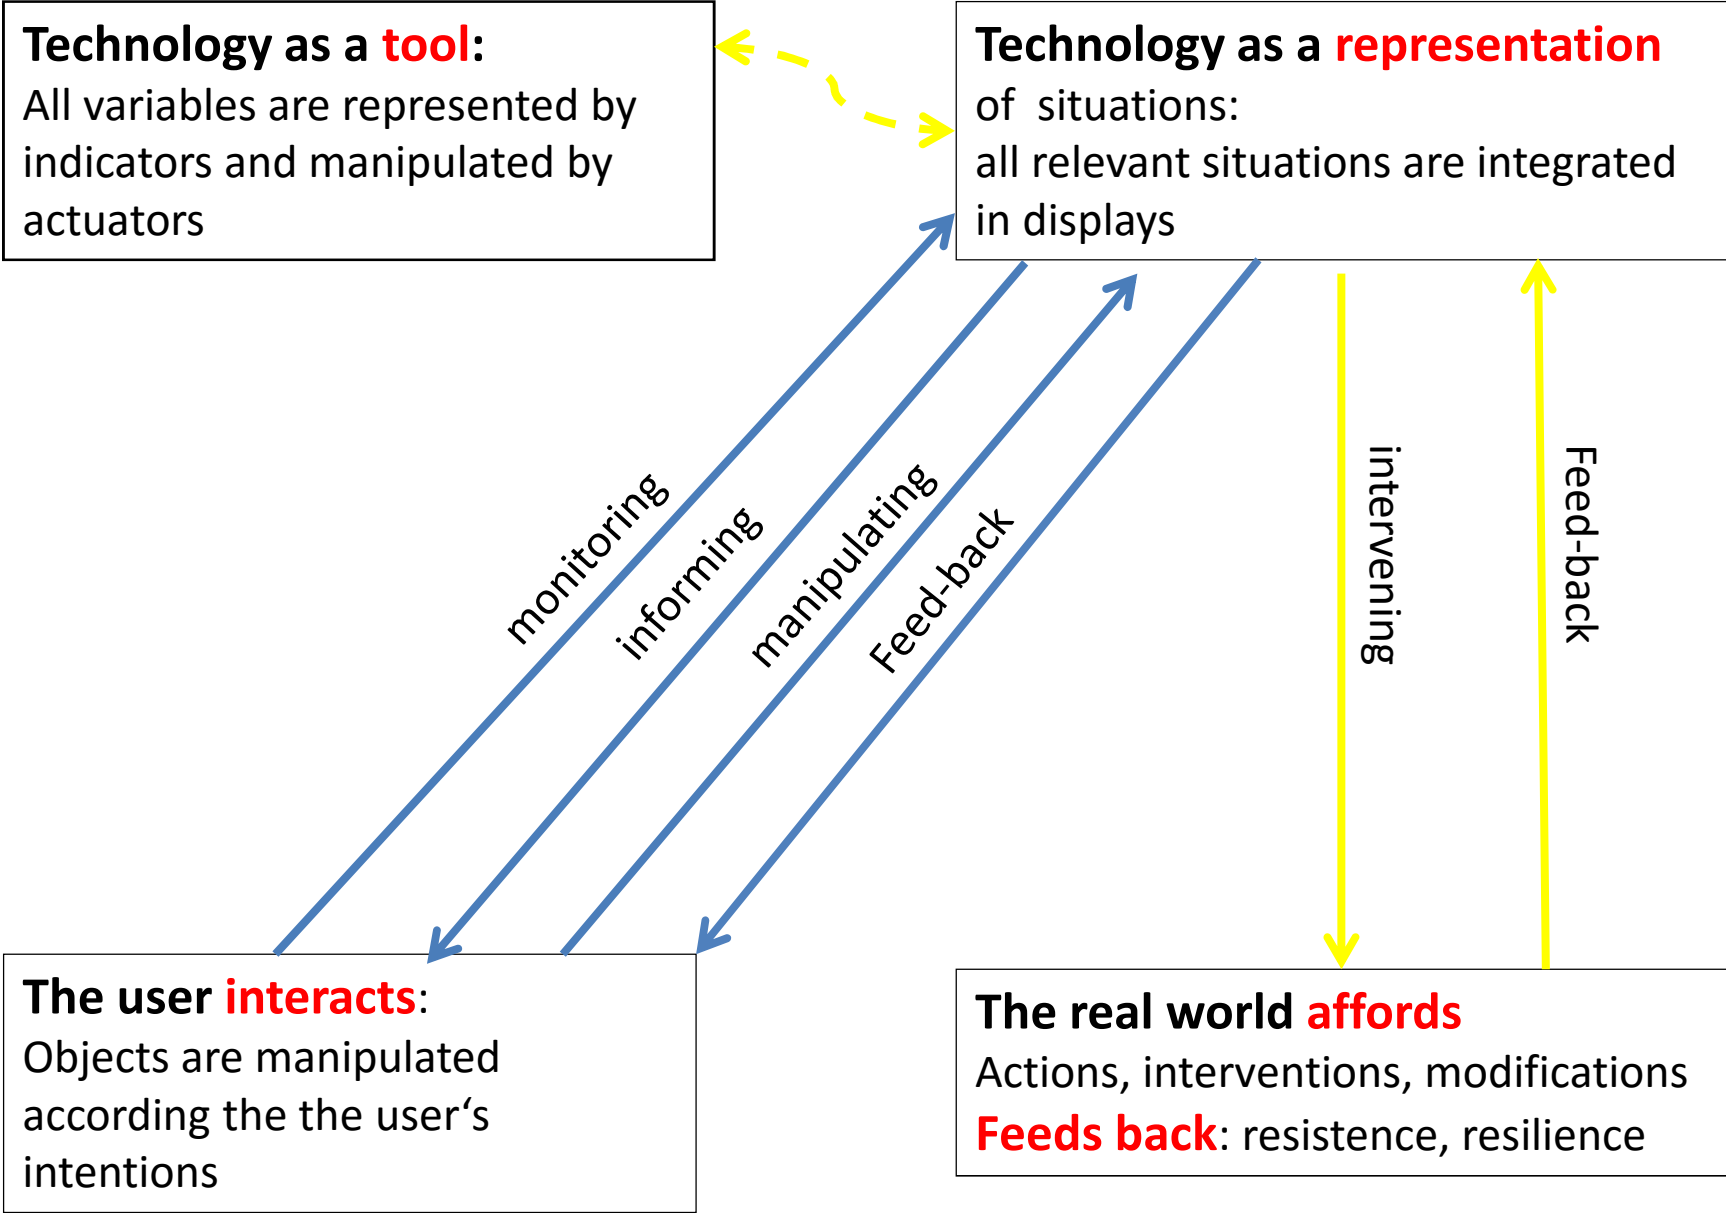 Technology as a tool:
All variables are represented by
indicators and manipulated by
actuators
Technology as a representation
of situations:
all relevant situations are integrated
in displays
monitoring
informing
manipulating
Feed-back
intervening
Feed-back
The user interacts:
Objects are manipulated
according the the user‘s
intentions
The real world affords
Actions, interventions, modifications
Feeds back: resistence, resilience